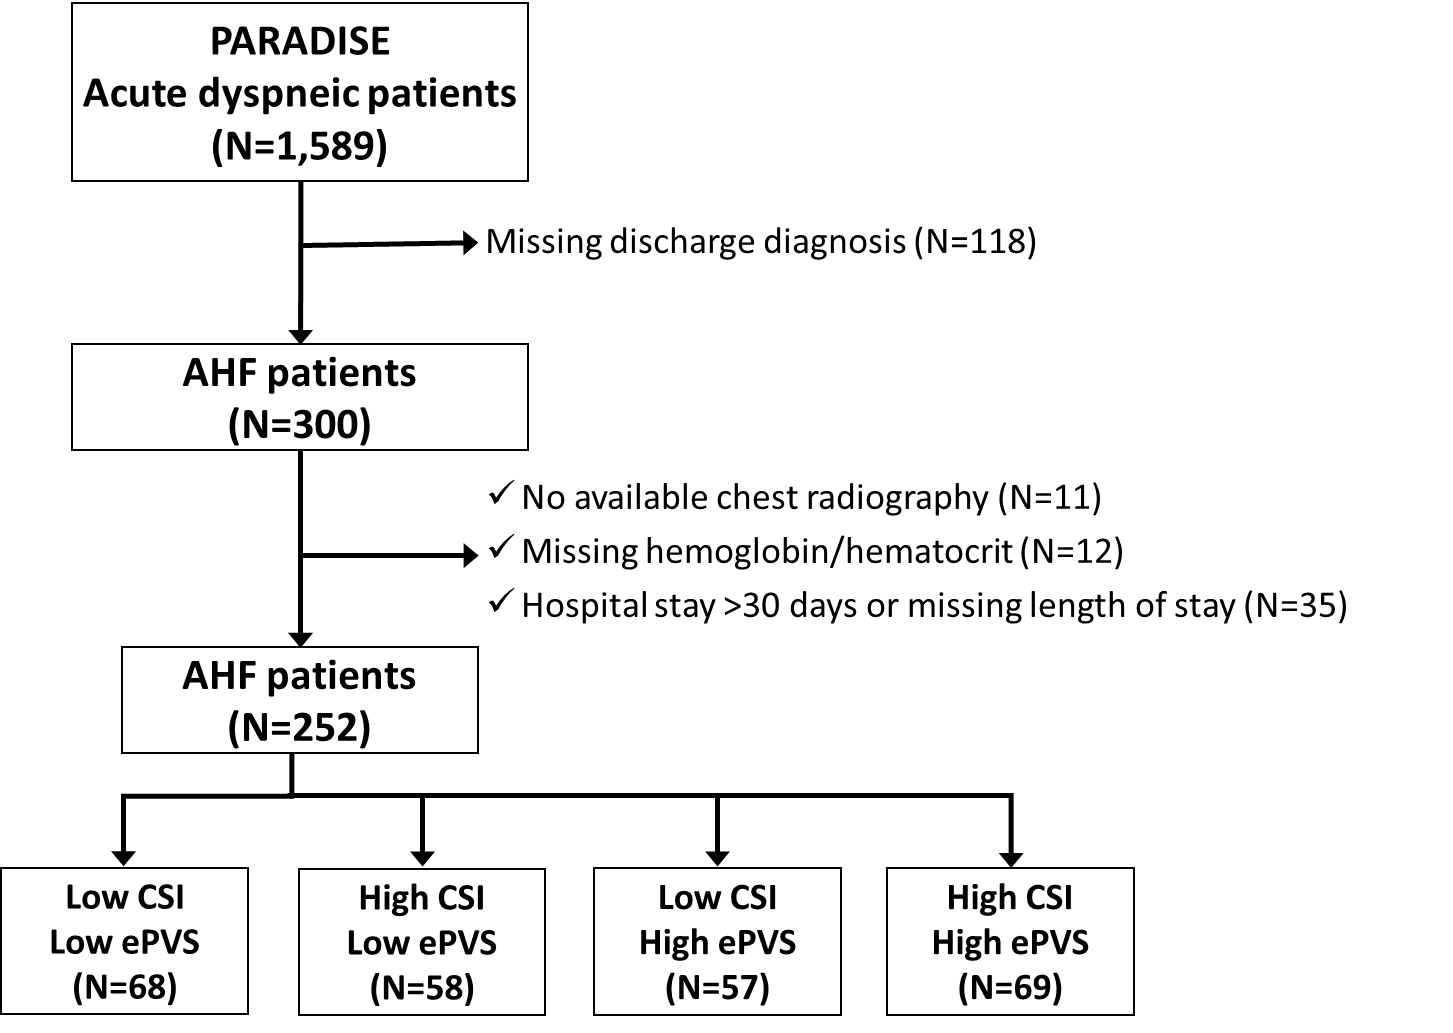 PARADISE
Acute dyspneic patients
(N=1,589)
Missing discharge diagnosis (N=118)
AHF patients
(N=300)
✓ No available chest radiography (N=11)
✓ Missing hemoglobin/hematocrit (N=12)
✓ Hospital stay >30 days or missing length of stay (N=35)
AHF patients
(N=252)
Low CSI
Low ePVS
(N=68)
High CSI
Low ePVS
(N=58)
Low CSI
High ePVS
(N=57)
High CSI
High ePVS
(N=69)